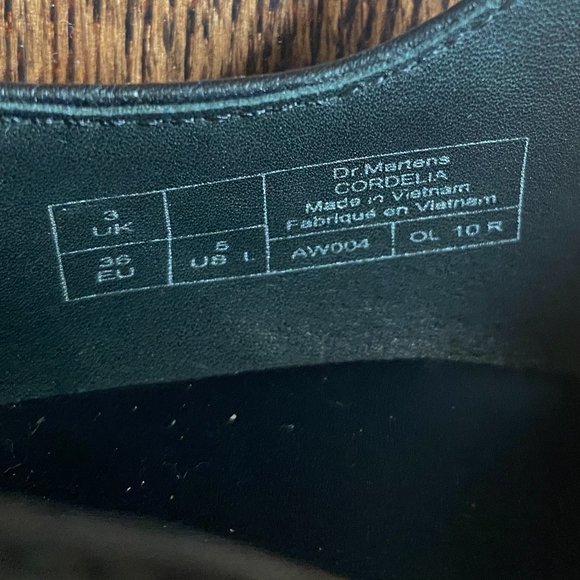 3
UK
36
EU
5
US L
Dr.Martens
CORDELIA
Made in Vietnam
Fabriqué en Vietnam
AW004
OL 10 R